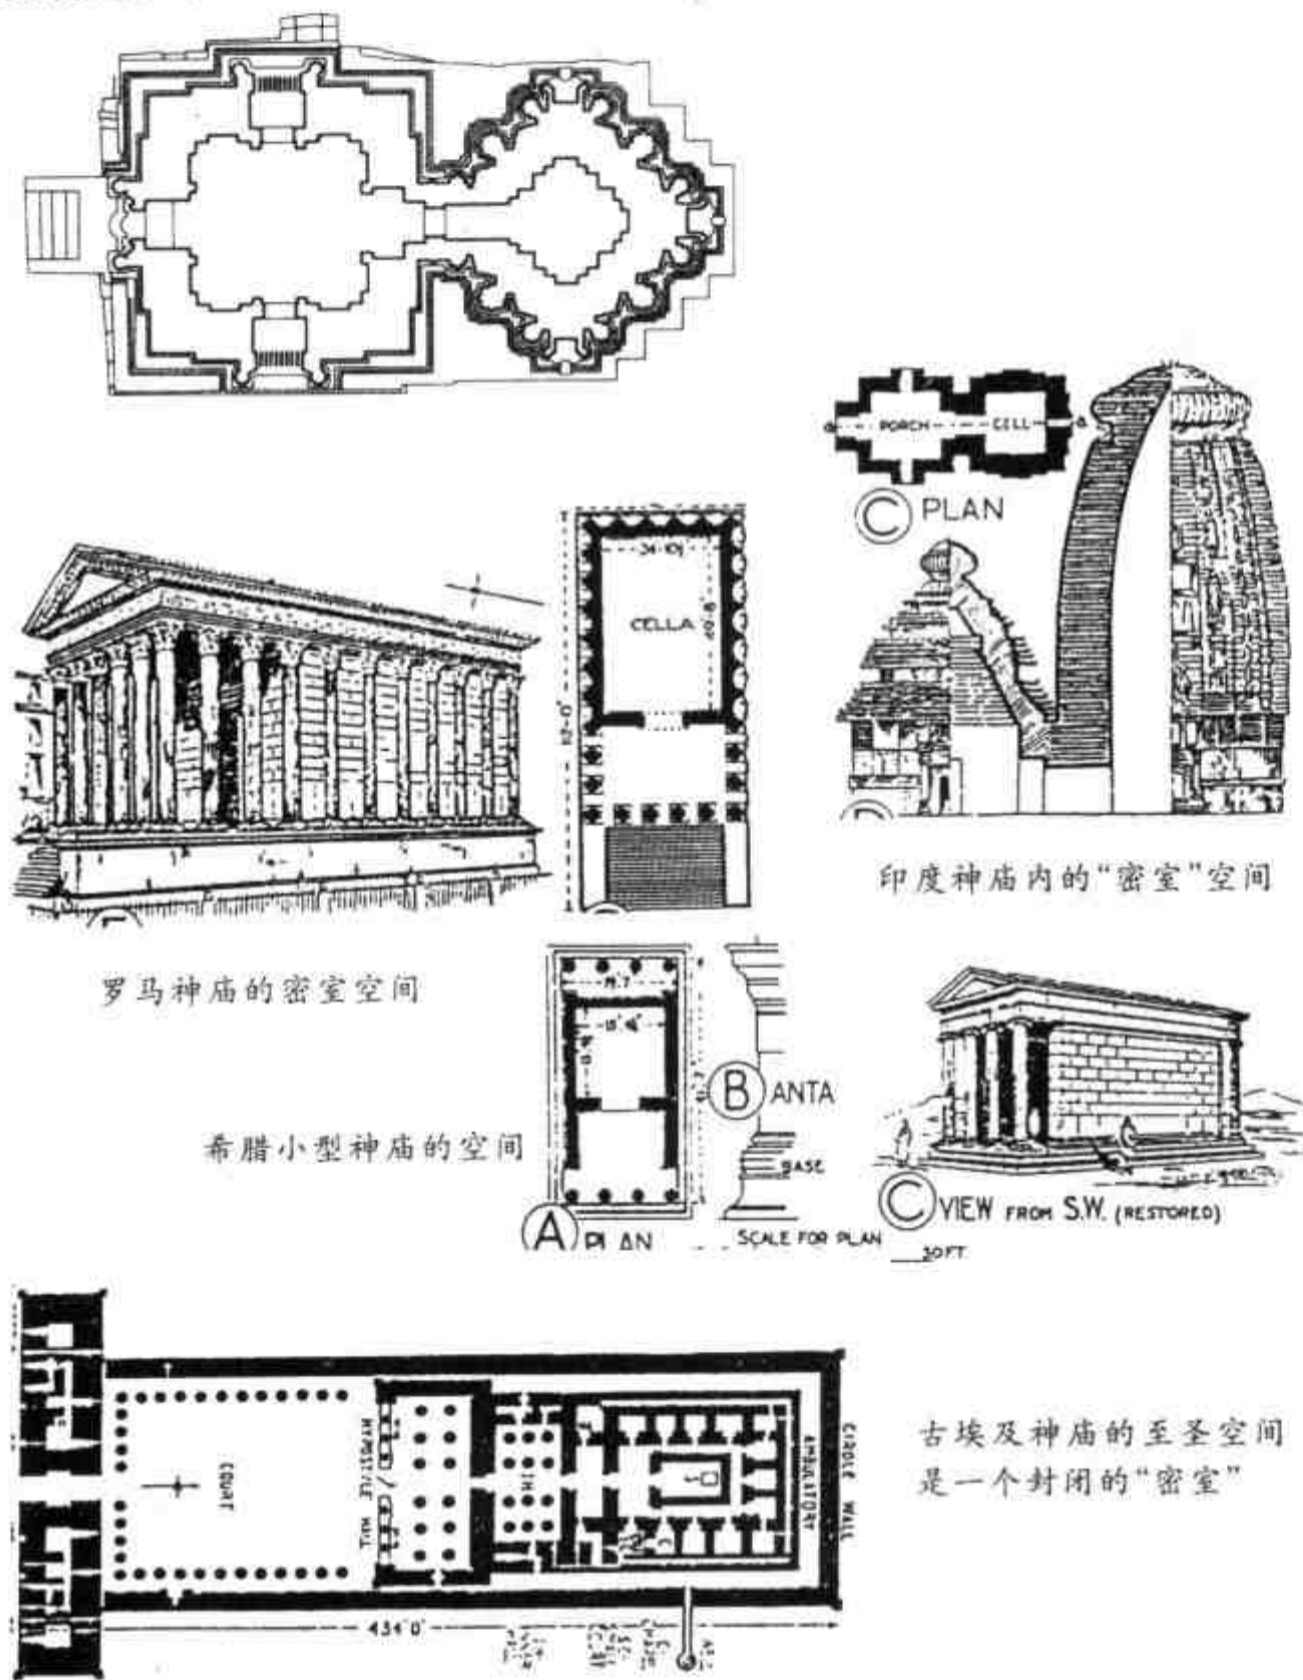 PORCH
CELL
a
C PLAN
CELLA
印度神庙内的“密室”空间
罗马神庙的密室空间
希腊小型神庙的空间
B ANTA
BASE
A PLAN
SCALE FOR PLAN
30FT
C VIEW FROM S.W. (RESTORED)
COURT
HYPOSTYLE HALL
AMBULATORY
CIRCLE WALL
434'0"
古埃及神庙的至圣空间
是一个封闭的“密室”